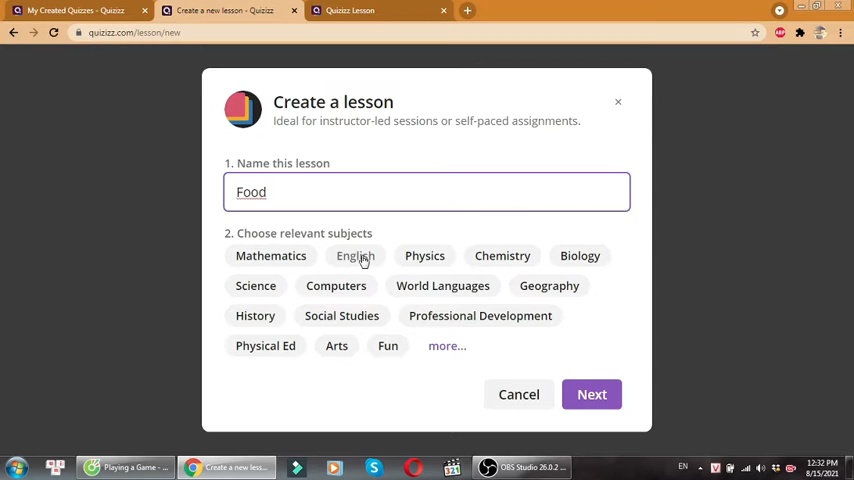 My Created Quizzes - Quizizz
Create a new lesson - Quizizz
Quizizz Lesson
quizizz.com/lesson/new
ABP
Create a lesson
Ideal for instructor-led sessions or self-paced assignments.
1. Name this lesson
Food
2. Choose relevant subjects
Mathematics English Physics Chemistry Biology
Science Computers World Languages Geography
History Social Studies Professional Development
Physical Ed Arts Fun more...
Cancel Next
Playing a Game - ...
Create a new less...
321
OBS Studio 26.0.2 ...
EN
V
12:32 PM
8/15/2021